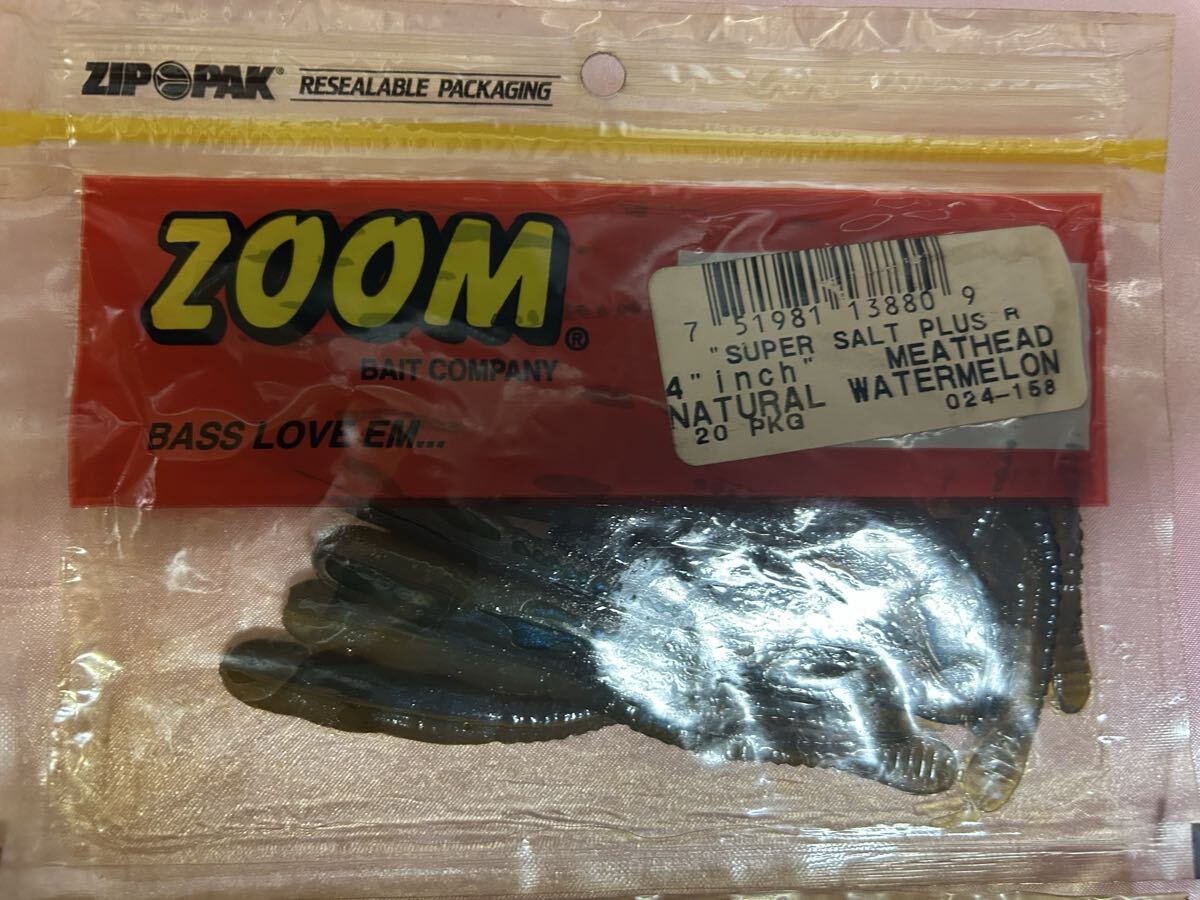 ZIP PAK® RESEALABLE PACKAGING
ZOOM®
BAIT COMPANY
BASS LOVE EM...
7 51981 13880 9
"SUPER SALT PLUS R
4" inch" MEATHEAD
NATURAL WATERMELON
20 PKG 024-158